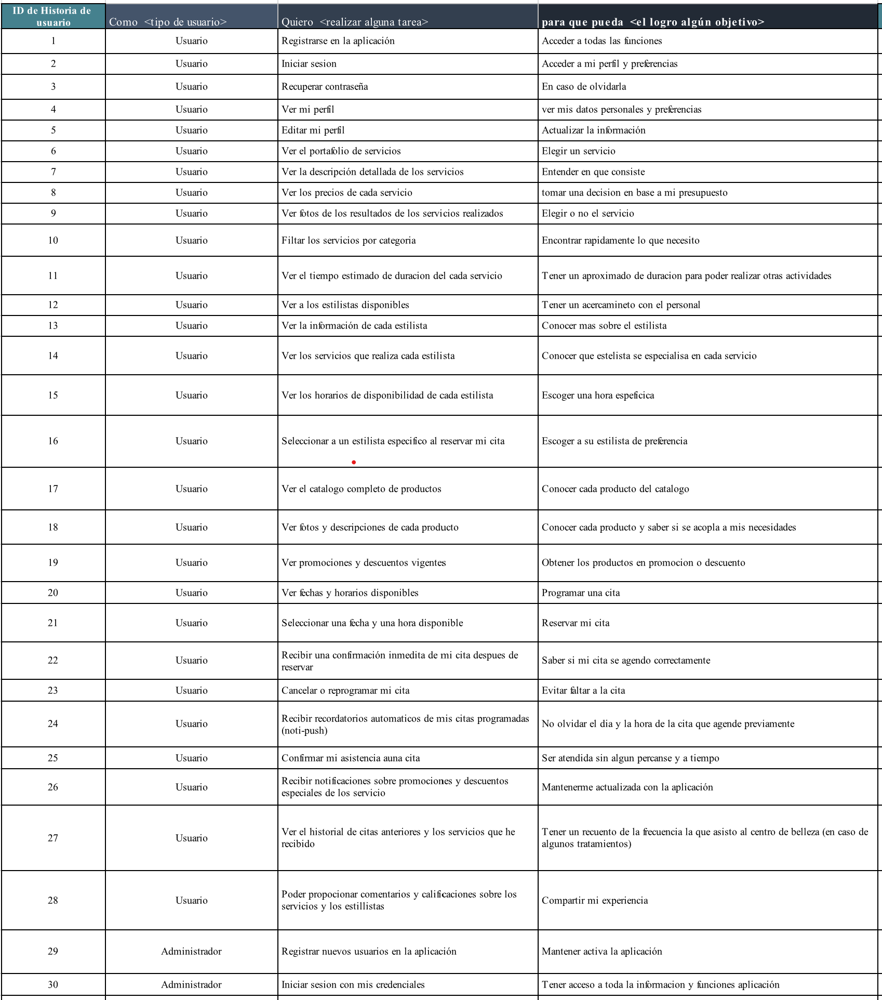 ID de Historia de
usuario
Como <tipo de usuario>
Quiero <realizar alguna tarea>
para que pueda <el logro algún objetivo>
1 Usuario Registrarse en la aplicación Acceder a todas las funciones
2 Usuario Iniciar sesion Acceder a mi perfil y preferencias
3 Usuario Recuperar contraseña En caso de olvidarla
4 Usuario Ver mi perfil ver mis datos personales y preferencias
5 Usuario Editar mi perfil Actualizar la información
6 Usuario Ver el portafolio de servicios Elegir un servicio
7 Usuario Ver la descripción detallada de los servicios Entender en que consiste
8 Usuario Ver los precios de cada servicio tomar una decision en base a mi presupuesto
9 Usuario Ver fotos de los resultados de los servicios realizados Elegir o no el servicio
10 Usuario Filtar los servicios por categoria Encontrar rapidamente lo que necesito
11 Usuario Ver el tiempo estimado de duracion del cada servicio Tener un aproximado de duracion para poder realizar otras actividades
12 Usuario Ver a los estilistas disponibles Tener un acercamineto con el personal
13 Usuario Ver la información de cada estilista Conocer mas sobre el estilista
14 Usuario Ver los servicios que realiza cada estilista Conocer que estelista se especialisa en cada servicio
15 Usuario Ver los horarios de disponibilidad de cada estilista Escoger una hora espeficica
16 Usuario Seleccionar a un estilista especifico al reservar mi cita Escoger a su estilista de preferencia
17 Usuario Ver el catalogo completo de productos Conocer cada producto del catalogo
18 Usuario Ver fotos y descripciones de cada producto Conocer cada producto y saber si se acopla a mis necesidades
19 Usuario Ver promociones y descuentos vigentes Obtener los productos en promocion o descuento
20 Usuario Ver fechas y horarios disponibles Programar una cita
21 Usuario Seleccionar una fecha y una hora disponible Reservar mi cita
22 Usuario Recibir una confirmación inmedita de mi cita despues de
reservar
Saber si mi cita se agendo correctamente
23 Usuario Cancelar o reprogramar mi cita Evitar faltar a la cita
24 Usuario Recibir recordatorios automaticos de mis citas programadas
(noti-push)
No olvidar el dia y la hora de la cita que agende previamente
25 Usuario Confirmar mi asistencia auna cita Ser atendida sin algun percanse y a tiempo
26 Usuario Recibir notificaciones sobre promociones y descuentos
especiales de los servicio
Mantenerme actualizada con la aplicación
27 Usuario Ver el historial de citas anteriores y los servicios que he
recibido
Tener un recuento de la frecuencia la que asisto al centro de belleza (en caso de
algunos tratamientos)
28 Usuario Poder propocionar comentarios y calificaciones sobre los
servicios y los estillistas
Compartir mi experiencia
29 Administrador Registrar nuevos usuarios en la aplicación Mantener activa la aplicación
30 Administrador Iniciar sesion con mis credenciales Tener acceso a toda la informacion y funciones aplicación